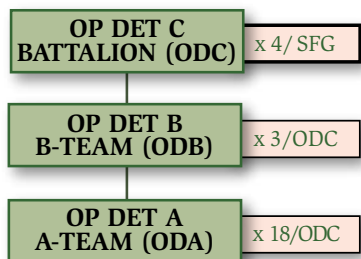 OP DET C
BATTALION (ODC)
x 4/ SFG
OP DET B
B-TEAM (ODB)
x 3/ODC
OP DET A
A-TEAM (ODA)
x 18/ODC